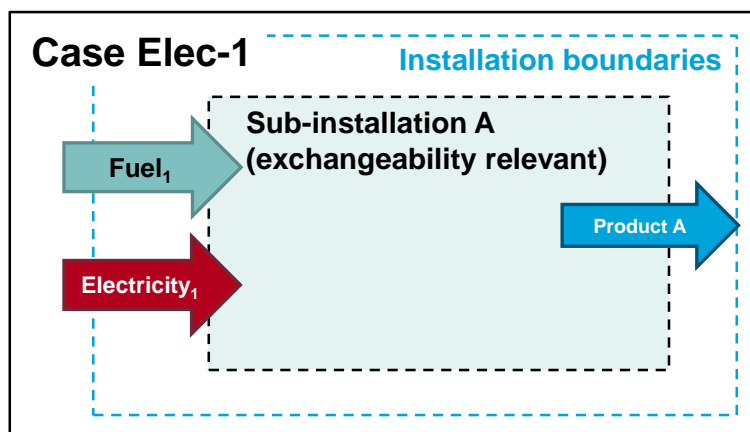 Case Elec-1
Installation boundaries
Sub-installation A
(exchangeability relevant)
Fuel₁
Product A
Electricity₁